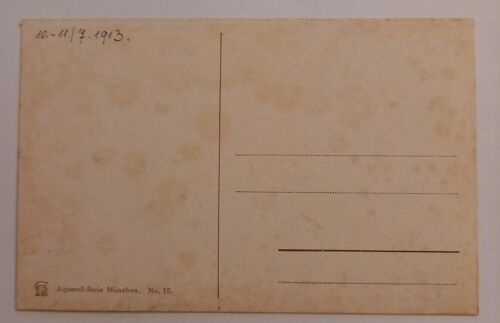 10.-11./7.1913.
Aquarell-Serie München. No. 13.